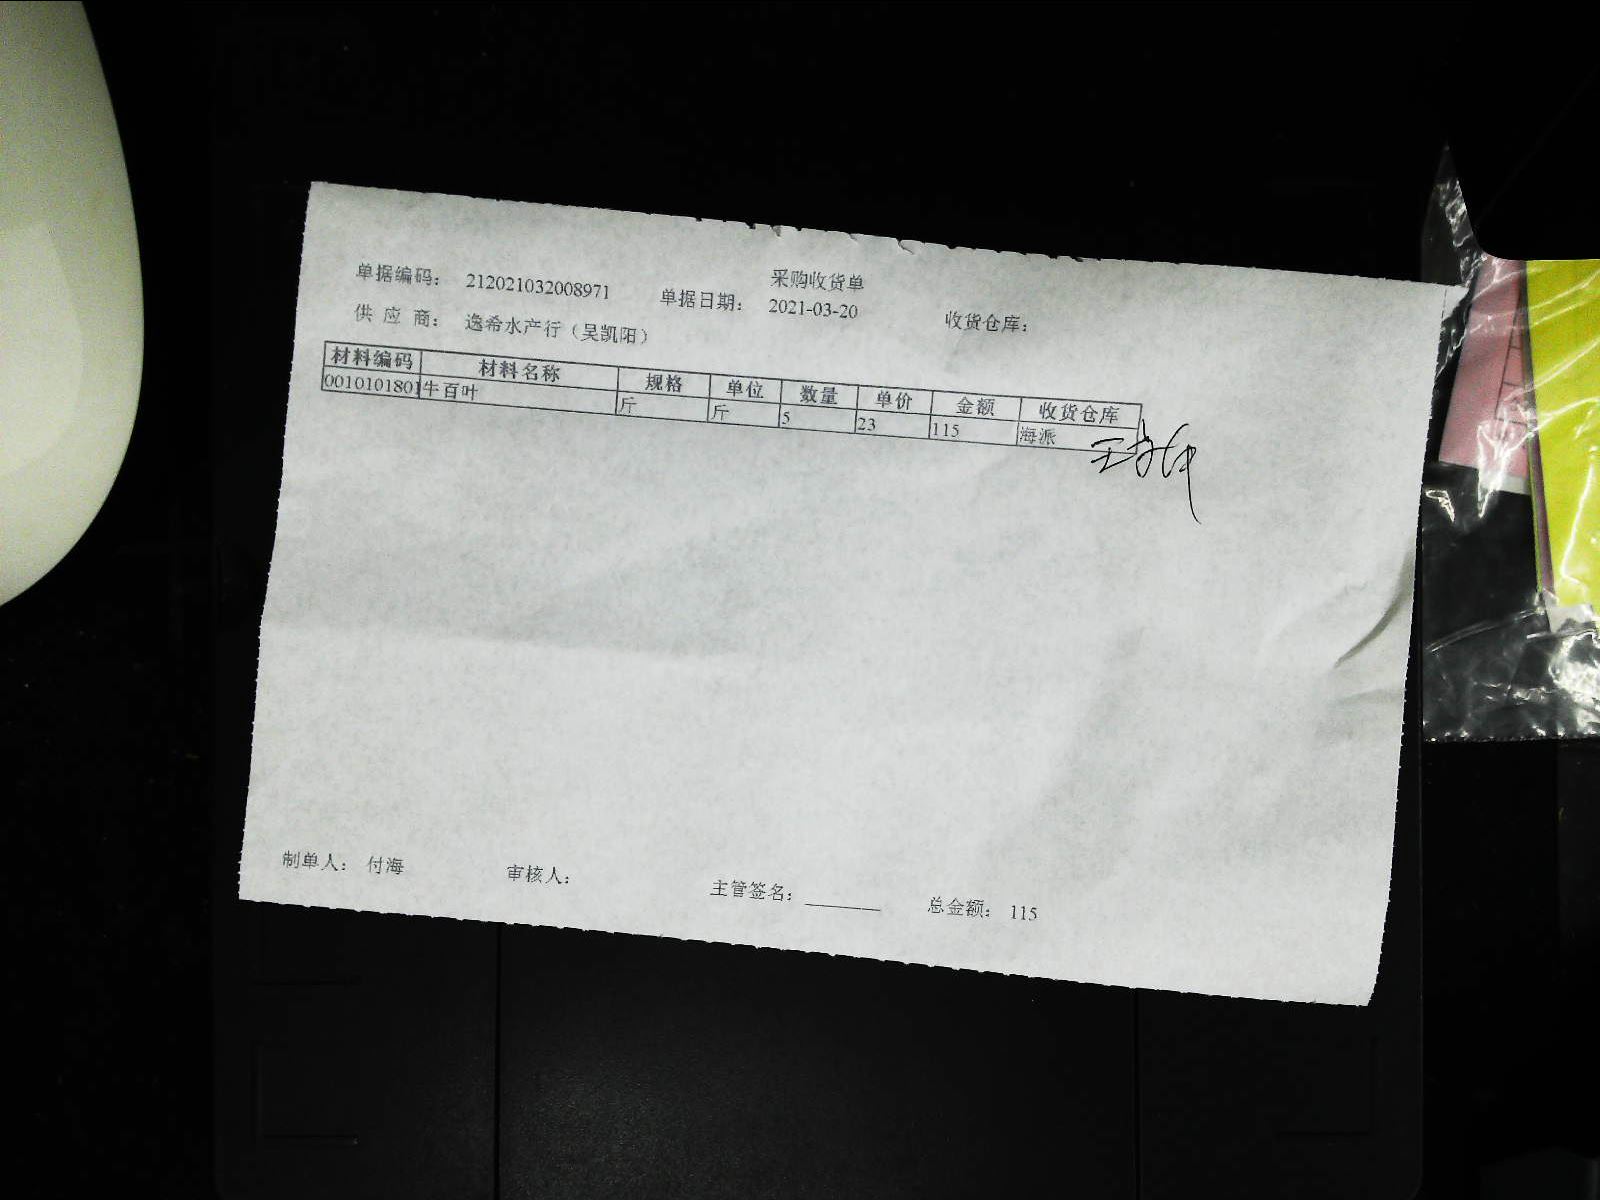 采购收货单
单据编码： 212021032008971 单据日期： 2021-03-20 收货仓库：
供 应 商： 逸希水产行（吴凯阳）
材料编码 材料名称 规格 单位 数量 单价 金额 收货仓库
0010101801 牛百叶 斤 斤 5 23 115 海派
制单人： 付海 审核人： 主管签名： ________ 总金额： 115